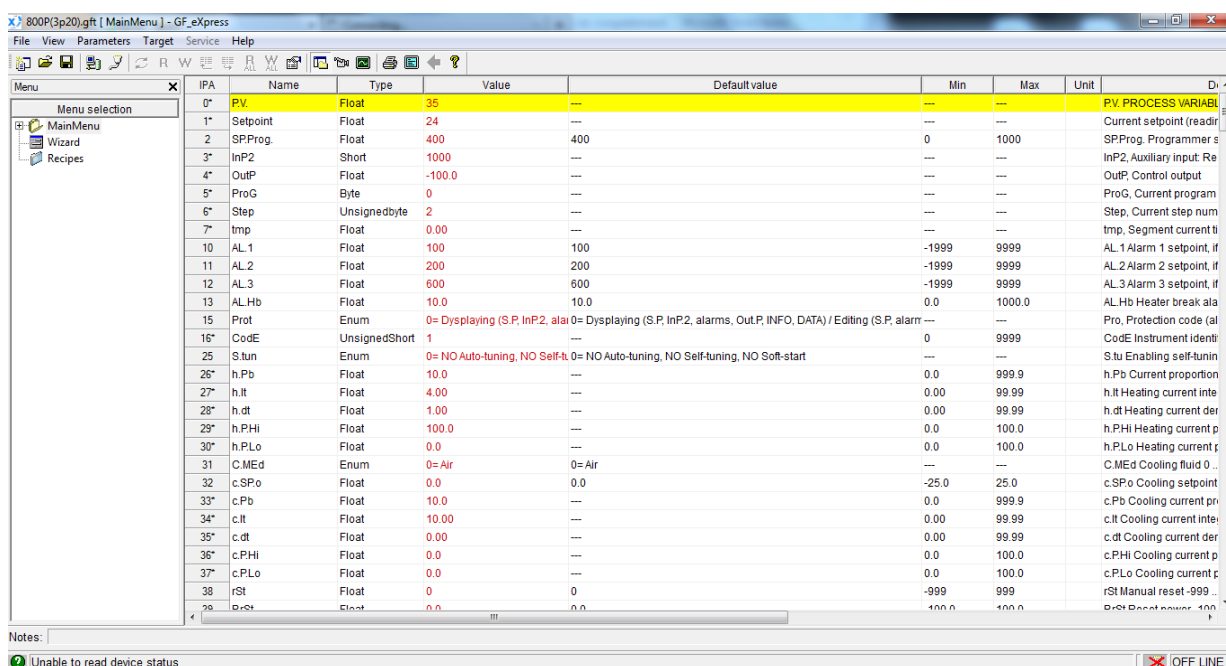 800P(3p20).gft [ MainMenu ] - GF_eXpress
File View Parameters Target Service Help
R W R ALL W ALL
Menu
Menu selection
MainMenu
Wizard
Recipes
IPA Name Type Value Default value Min Max Unit
0* P.V. Float 35 --- --- --- P.V. PROCESS VARIABL
1* Setpoint Float 24 --- --- --- Current setpoint (readin
2 SP.Prog. Float 400 400 0 1000 SP.Prog. Programmer s
3* InP2 Short 1000 --- --- --- InP2, Auxiliary input: Re
4* OutP Float -100.0 --- --- --- OutP, Control output
5* ProG Byte 0 --- --- --- ProG, Current program
6* Step Unsignedbyte 2 --- --- --- Step, Current step num
7* tmp Float 0.00 --- --- --- tmp, Segment current ti
10 AL.1 Float 100 100 -1999 9999 AL.1 Alarm 1 setpoint, if
11 AL.2 Float 200 200 -1999 9999 AL.2 Alarm 2 setpoint, if
12 AL.3 Float 600 600 -1999 9999 AL.3 Alarm 3 setpoint, if
13 AL.Hb Float 10.0 10.0 0.0 1000.0 AL.Hb Heater break ala
15 Prot Enum 0= Dysplaying (S.P, InP.2, alar 0= Dysplaying (S.P, InP.2, alarms, Out.P, INFO, DATA) / Editing (S.P, alarm --- --- Pro, Protection code (al
16* CodE UnsignedShort 1 --- 0 9999 CodE Instrument identi
25 S.tun Enum 0= NO Auto-tuning, NO Self-tu 0= NO Auto-tuning, NO Self-tuning, NO Soft-start --- --- S.tu Enabling self-tunin
26* h.Pb Float 10.0 --- 0.0 999.9 h.Pb Current proportion
27* h.It Float 4.00 --- 0.00 99.99 h.It Heating current inte
28* h.dt Float 1.00 --- 0.00 99.99 h.dt Heating current der
29* h.P.Hi Float 100.0 --- 0.0 100.0 h.P.Hi Heating current p
30* h.P.Lo Float 0.0 --- 0.0 100.0 h.P.Lo Heating current p
31 C.MEd Enum 0= Air 0= Air --- --- C.MEd Cooling fluid 0 ..
32 c.SP.o Float 0.0 0.0 -25.0 25.0 c.SP.o Cooling setpoint
33* c.Pb Float 10.0 --- 0.0 999.9 c.Pb Cooling current pro
34* c.It Float 10.00 --- 0.00 99.99 c.It Cooling current integ
35* c.dt Float 0.00 --- 0.00 99.99 c.dt Cooling current der
36* c.P.Hi Float 0.0 --- 0.0 100.0 c.P.Hi Cooling current p
37* c.P.Lo Float 0.0 --- 0.0 100.0 c.P.Lo Cooling current p
38 rSt Float 0 0 -999 999 rSt Manual reset -999 ..
39 P.rSt Float 0.0 0.0 -100.0 100.0 P.rSt Reset power -100
Notes:
Unable to read device status OFF LINE